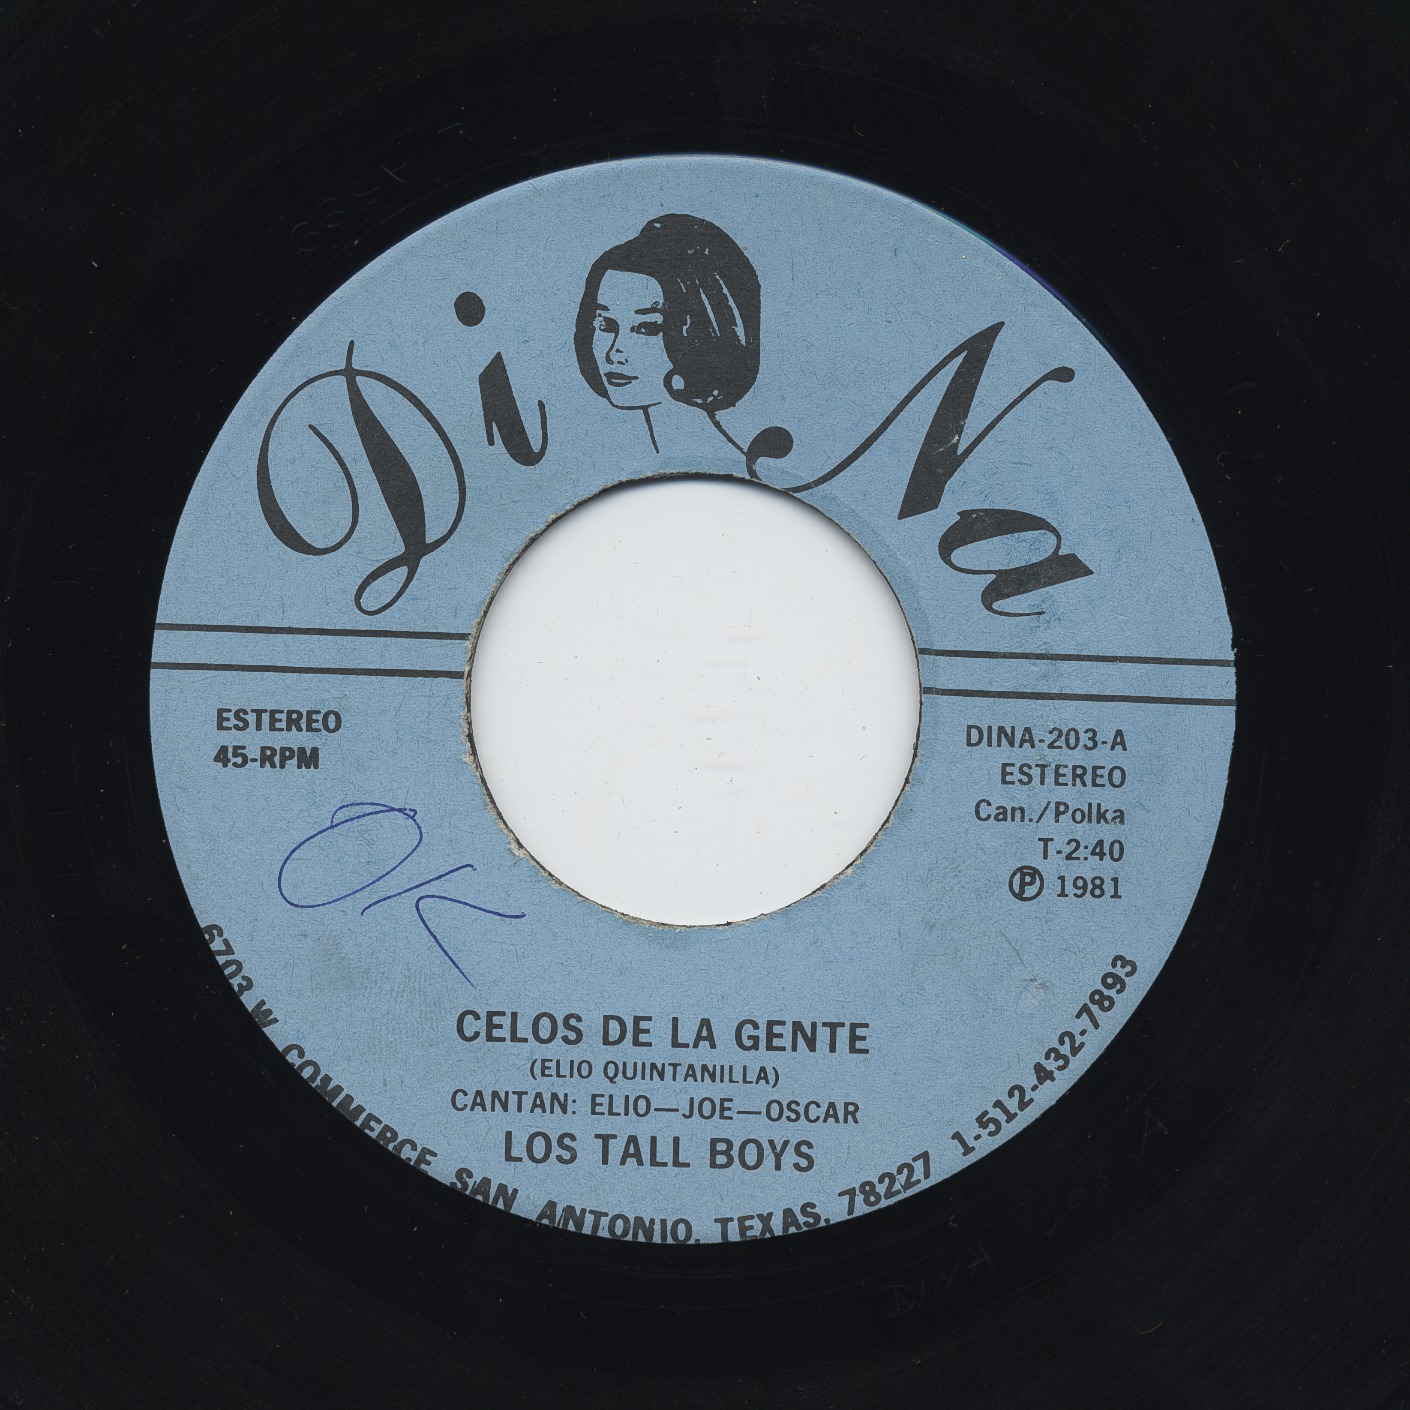 Di Na
ESTEREO
45-RPM
DINA-203-A
ESTEREO
Can./Polka
T-2:40
Ⓟ 1981
OK
CELOS DE LA GENTE
(ELIO QUINTANILLA)
CANTAN: ELIO—JOE—OSCAR
LOS TALL BOYS
6703 W. COMMERCE SAN ANTONIO, TEXAS, 78227 1-512-432-7893